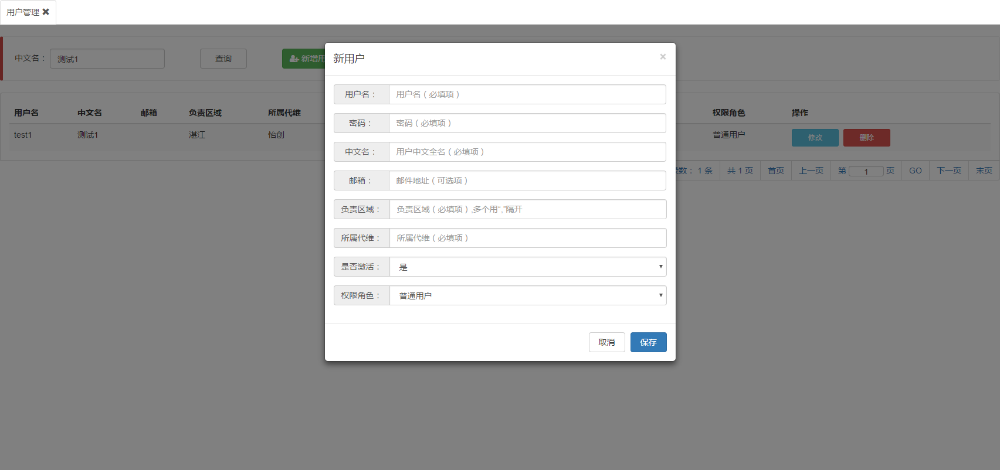 用户管理 ✖
中文名： 测试1 查询 新增用
用户名 中文名 邮箱 负责区域 所属代维 权限角色 操作
test1 测试1 湛江 怡创 普通用户 修改 删除
数： 1 条 共 1 页 首页 上一页 第 1 页 GO 下一页 末页
新用户 ×
用户名： 用户名（必填项）
密码： 密码（必填项）
中文名： 用户中文全名（必填项）
邮箱： 邮件地址（可选项）
负责区域： 负责区域（必填项）,多个用“,”隔开
所属代维： 所属代维（必填项）
是否激活： 是
权限角色： 普通用户
取消 保存